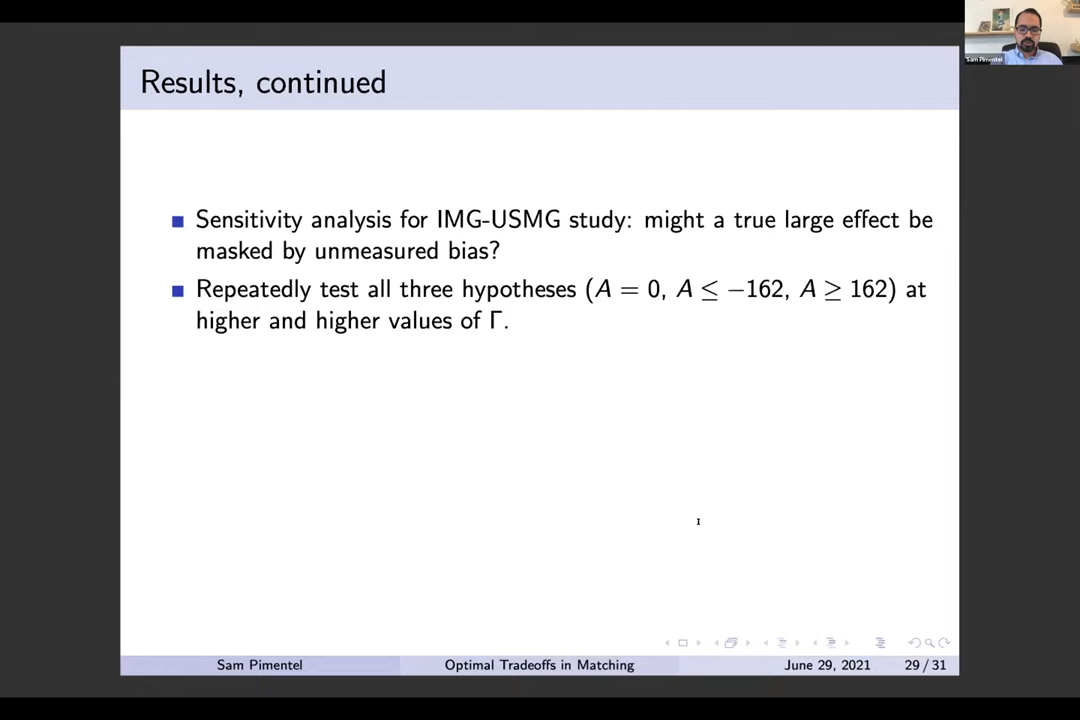 Sam Pimentel
Results, continued
Sensitivity analysis for IMG-USMG study: might a true large effect be
masked by unmeasured bias?
Repeatedly test all three hypotheses (A = 0, A ≤ −162, A ≥ 162) at
higher and higher values of Γ.
Sam Pimentel Optimal Tradeoffs in Matching June 29, 2021 29 / 31